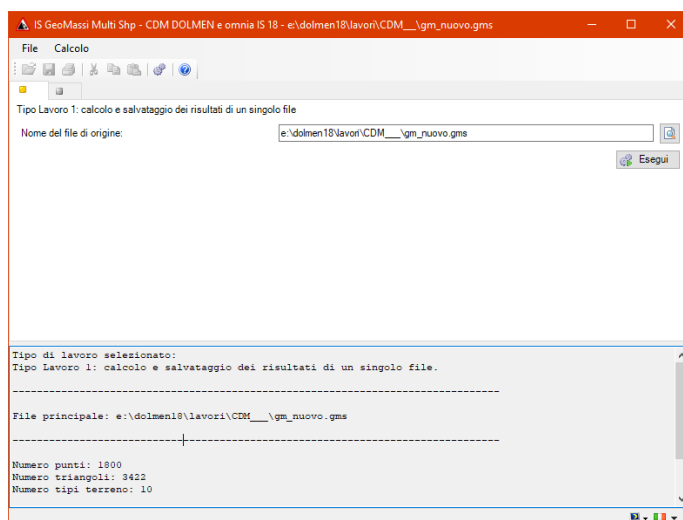 IS GeoMassi Multi Shp - CDM DOLMEN e omnia IS 18 - e:\dolmen18\lavori\CDM__\gm_nuovo.gms
File Calcolo
Tipo Lavoro 1: calcolo e salvataggio dei risultati di un singolo file
Nome del file di origine: e:\dolmen18\lavori\CDM___\gm_nuovo.gms
Esegui
Tipo di lavoro selezionato:
Tipo Lavoro 1: calcolo e salvataggio dei risultati di un singolo file.
--------------------------------------------------------------------------------
File principale: e:\dolmen18\lavori\CDM___\gm_nuovo.gms
--------------------------------------------------------------------------------
Numero punti: 1800
Numero triangoli: 3422
Numero tipi terreno: 10